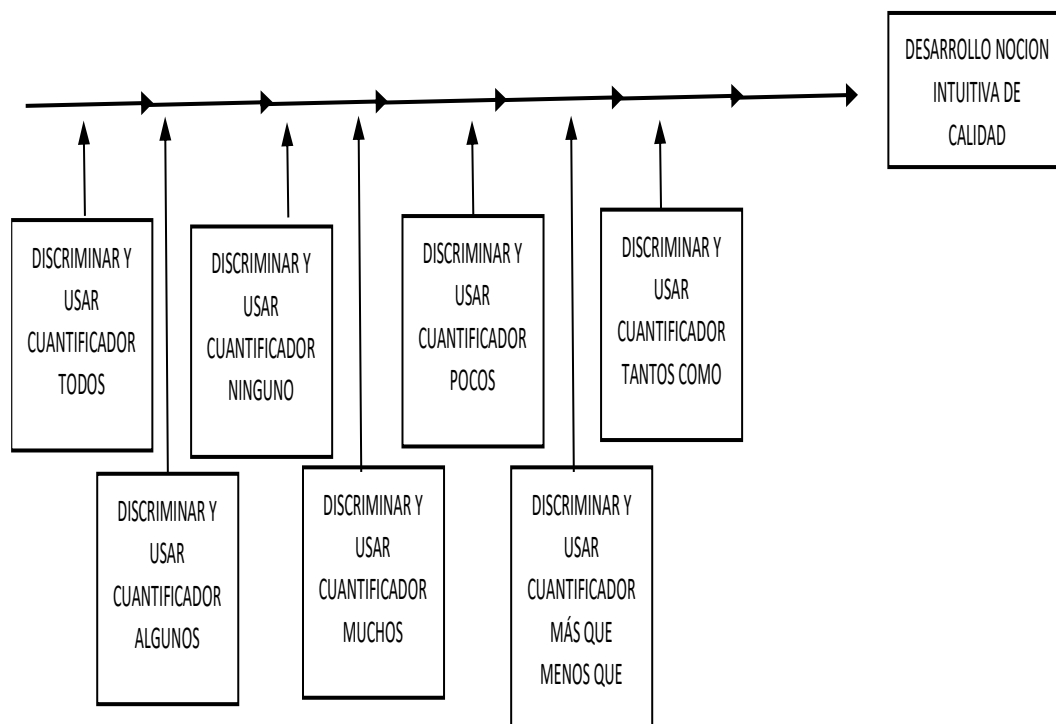 DESARROLLO NOCION
INTUITIVA DE
CALIDAD
DISCRIMINAR Y
USAR
CUANTIFICADOR
TODOS
DISCRIMINAR Y
USAR
CUANTIFICADOR
NINGUNO
DISCRIMINAR Y
USAR
CUANTIFICADOR
POCOS
DISCRIMINAR Y
USAR
CUANTIFICADOR
TANTOS COMO
DISCRIMINAR Y
USAR
CUANTIFICADOR
ALGUNOS
DISCRIMINAR Y
USAR
CUANTIFICADOR
MUCHOS
DISCRIMINAR Y
USAR
CUANTIFICADOR
MÁS QUE
MENOS QUE